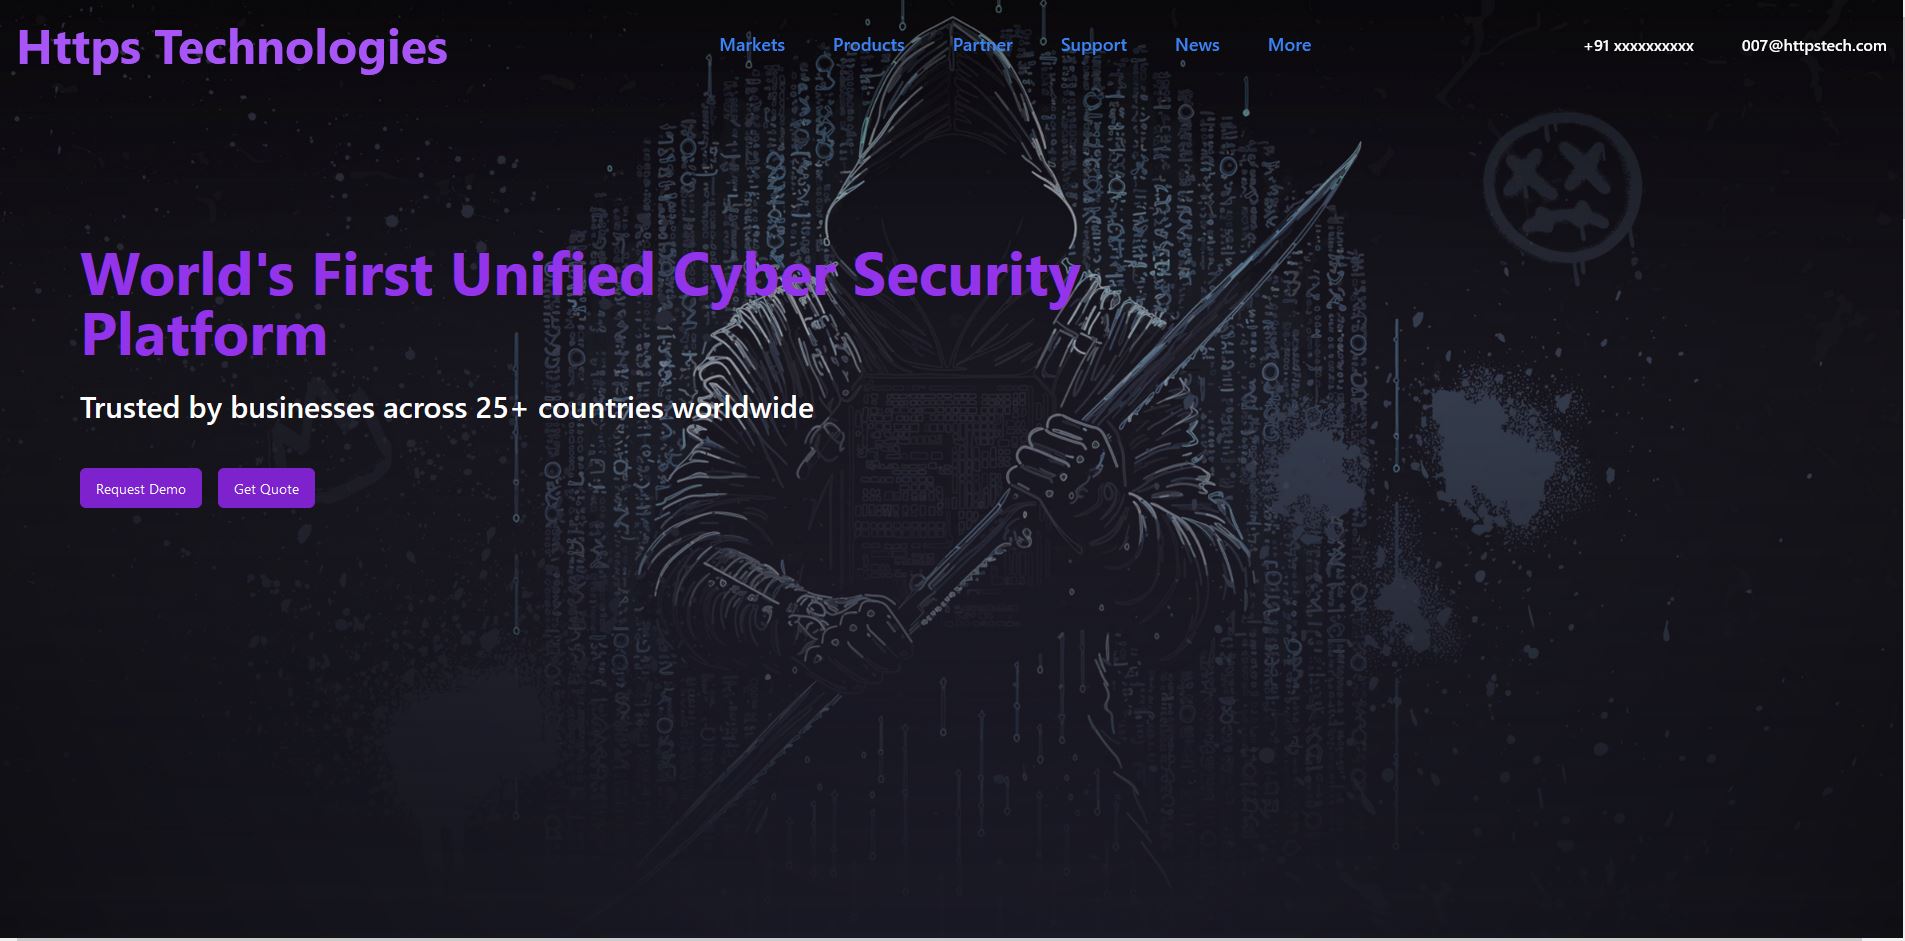 Https Technologies
Markets Products Partner Support News More
+91 xxxxxxxxxx 007@httpstech.com
World's First Unified Cyber Security
Platform
Trusted by businesses across 25+ countries worldwide
Request Demo Get Quote